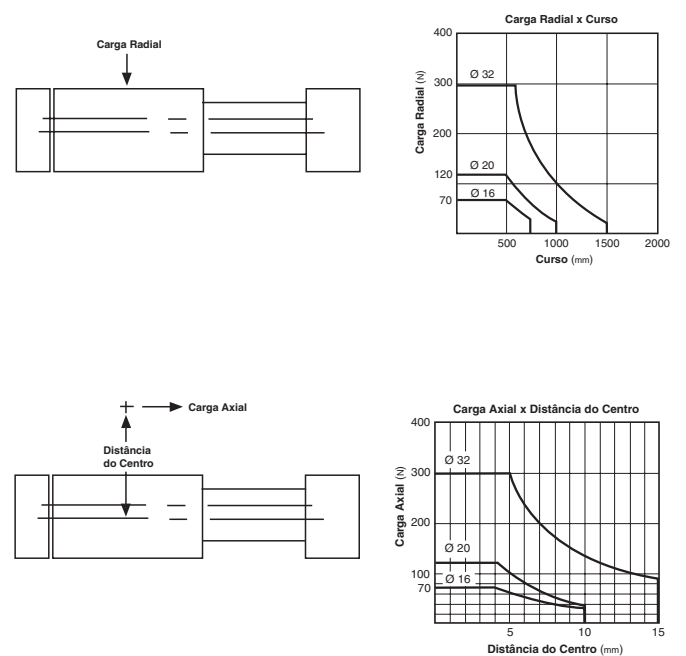 Carga Radial
Carga Radial x Curso
400
300
200
120
70
Carga Radial (N)
Ø 32
Ø 20
Ø 16
500
1000
1500
2000
Curso (mm)
Carga Axial
Distância
do Centro
Carga Axial x Distância do Centro
400
300
200
100
70
Carga Axial (N)
Ø 32
Ø 20
Ø 16
5
10
15
Distância do Centro (mm)